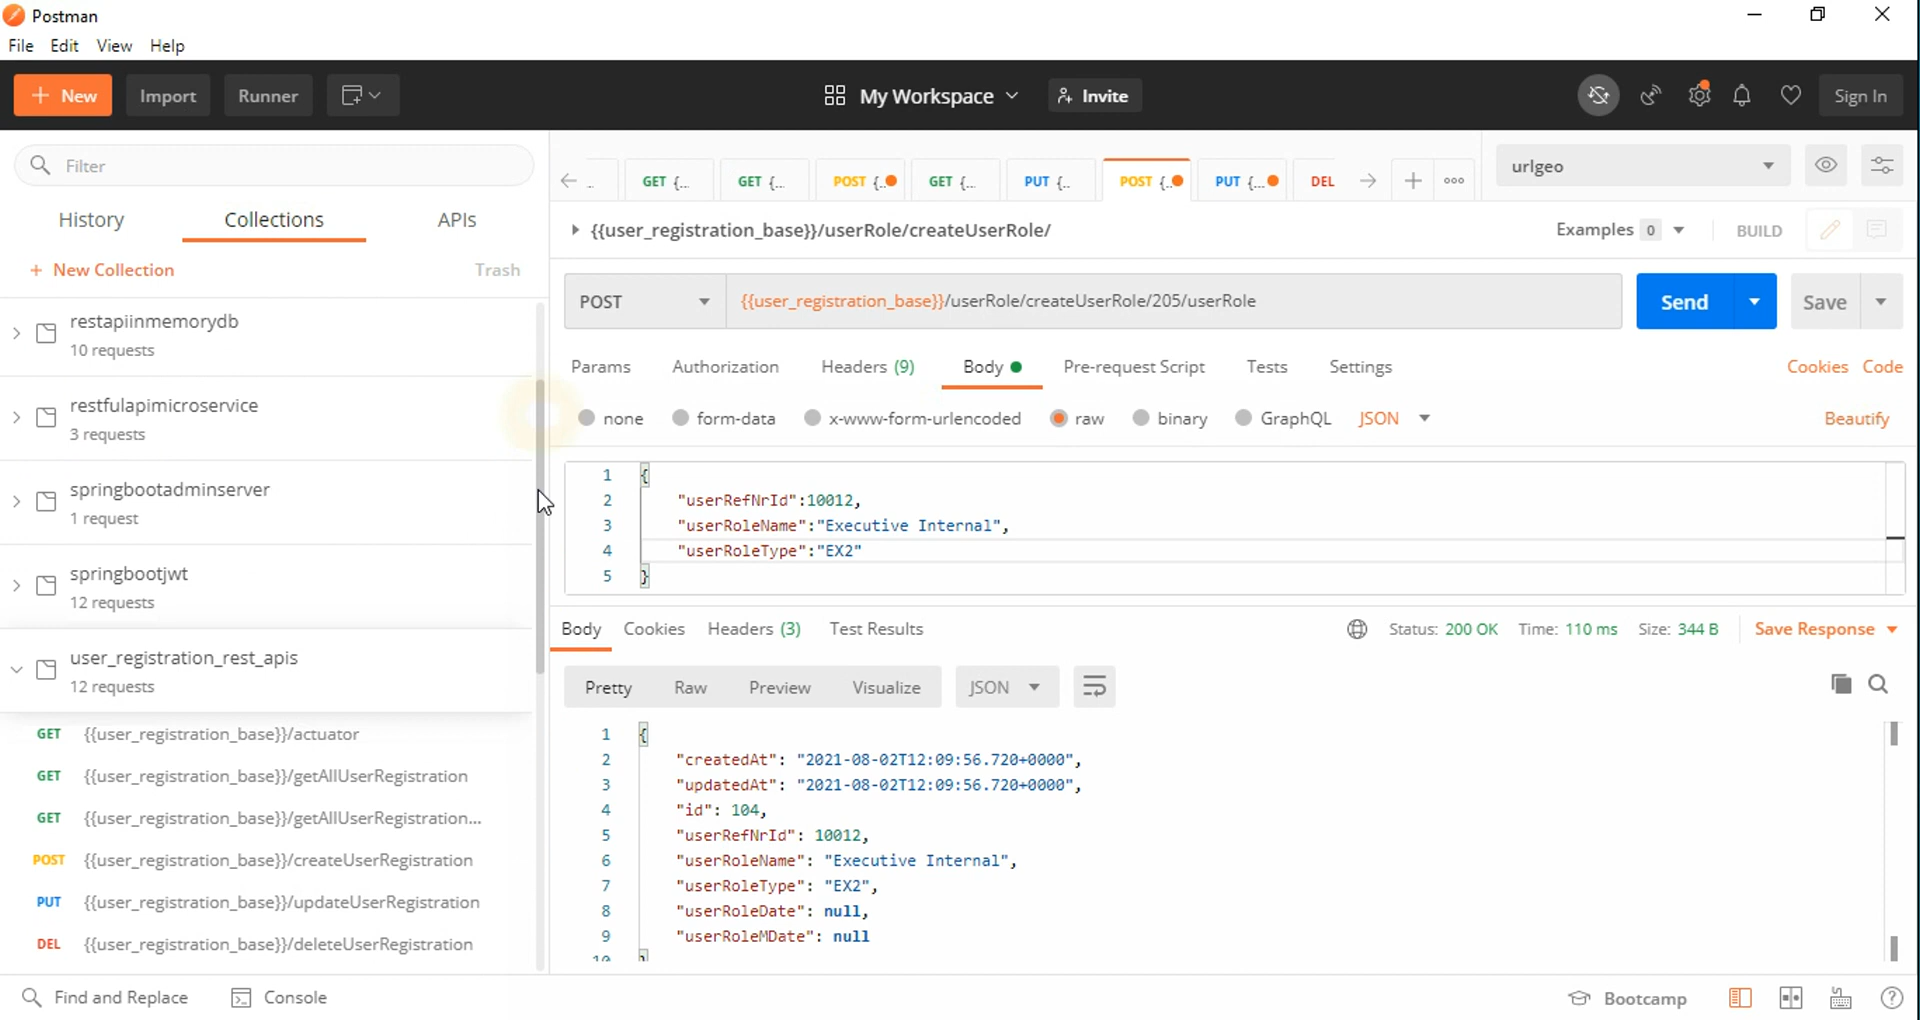 Postman
File Edit View Help
+ New Import Runner My Workspace Invite Sign In
Filter
History Collections APIs
+ New Collection Trash
restapiinmemorydb
10 requests
restfulapimicroservice
3 requests
springbootadminserver
1 request
springbootjwt
12 requests
user_registration_rest_apis
12 requests
GET {{user_registration_base}}/actuator
GET {{user_registration_base}}/getAllUserRegistration
GET {{user_registration_base}}/getAllUserRegistration...
POST {{user_registration_base}}/createUserRegistration
PUT {{user_registration_base}}/updateUserRegistration
DEL {{user_registration_base}}/deleteUserRegistration
.. GET {... GET {... POST {.. GET {... PUT {.. POST {.. PUT {... DEL + ooo urlgeo
{{user_registration_base}}/userRole/createUserRole/ Examples 0 BUILD
POST {{user_registration_base}}/userRole/createUserRole/205/userRole Send Save
Params Authorization Headers (9) Body Pre-request Script Tests Settings Cookies Code
none form-data x-www-form-urlencoded raw binary GraphQL JSON Beautify
1 {
2 "userRefNrId":10012,
3 "userRoleName":"Executive Internal",
4 "userRoleType":"EX2"
5 }
Body Cookies Headers (3) Test Results Status: 200 OK Time: 110 ms Size: 344 B Save Response
Pretty Raw Preview Visualize JSON
1 {
2 "createdAt": "2021-08-02T12:09:56.720+0000",
3 "updatedAt": "2021-08-02T12:09:56.720+0000",
4 "id": 104,
5 "userRefNrId": 10012,
6 "userRoleName": "Executive Internal",
7 "userRoleType": "EX2",
8 "userRoleDate": null,
9 "userRoleMDate": null
10 }
Find and Replace Console Bootcamp